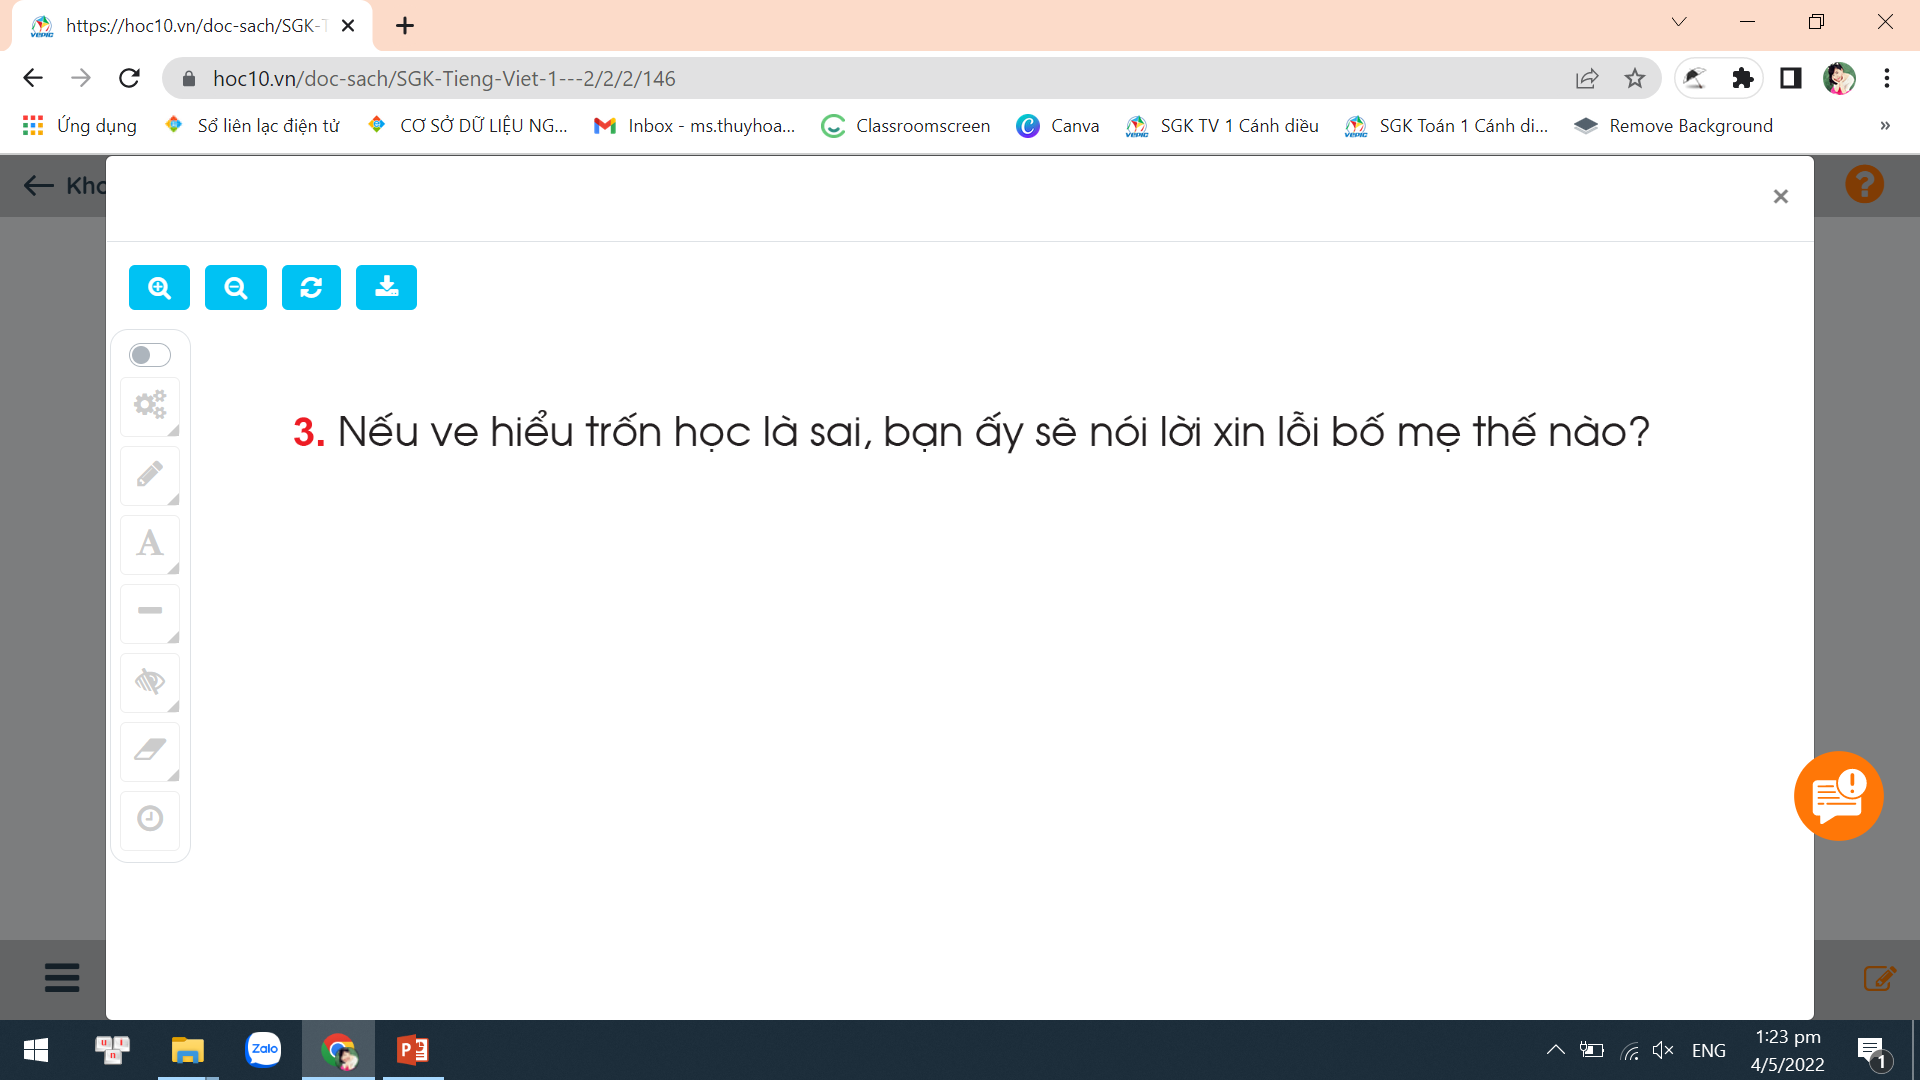 https://hoc10.vn/doc-sach/SGK-T
hoc10.vn/doc-sach/SGK-Tieng-Viet-1---2/2/2/146
Ứng dụng Sổ liên lạc điện tử CƠ SỞ DỮ LIỆU NG... Inbox - ms.thuyhoa... Classroomscreen Canva SGK TV 1 Cánh diều SGK Toán 1 Cánh di... Remove Background »
Kho
3. Nếu ve hiểu trốn học là sai, bạn ấy sẽ nói lời xin lỗi bố mẹ thế nào?
Zalo
ENG
1:23 pm
4/5/2022
1